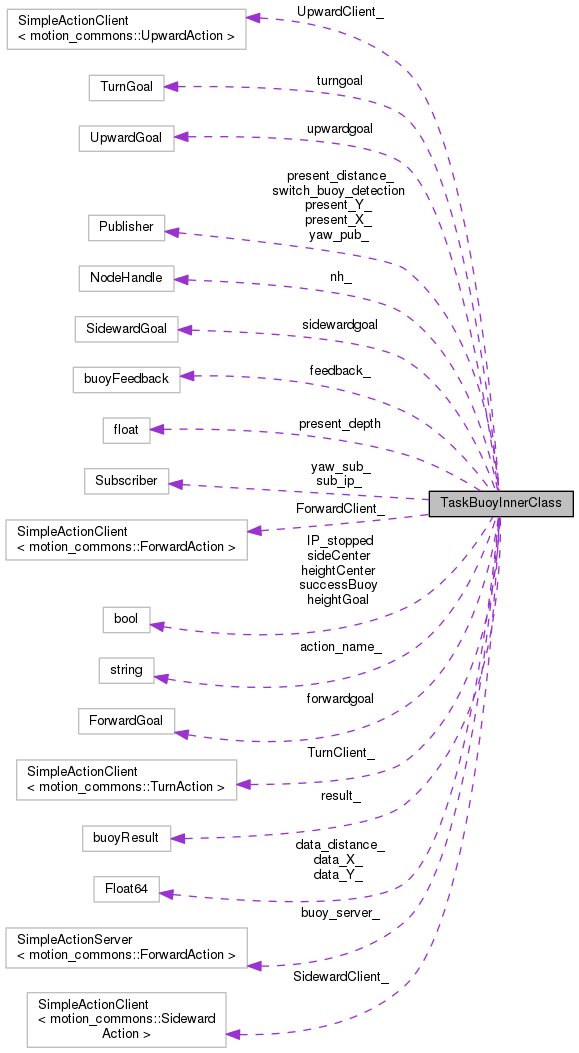 UpwardClient_
SimpleActionClient
< motion_commons::UpwardAction >
turngoal
TurnGoal
upwardgoal
UpwardGoal
present_distance_
switch_buoy_detection
present_Y_
present_X_
yaw_pub_
Publisher
nh_
NodeHandle
sidewardgoal
SidewardGoal
feedback_
buoyFeedback
present_depth
float
yaw_sub_
sub_ip_
Subscriber
TaskBuoyInnerClass
ForwardClient_
SimpleActionClient
< motion_commons::ForwardAction >
IP_stopped
sideCenter
heightCenter
successBuoy
heightGoal
bool
action_name_
string
forwardgoal
ForwardGoal
TurnClient_
SimpleActionClient
< motion_commons::TurnAction >
result_
buoyResult
data_distance_
data_X_
data_Y_
Float64
buoy_server_
SimpleActionServer
< motion_commons::ForwardAction >
SidewardClient_
SimpleActionClient
< motion_commons::Sideward
Action >